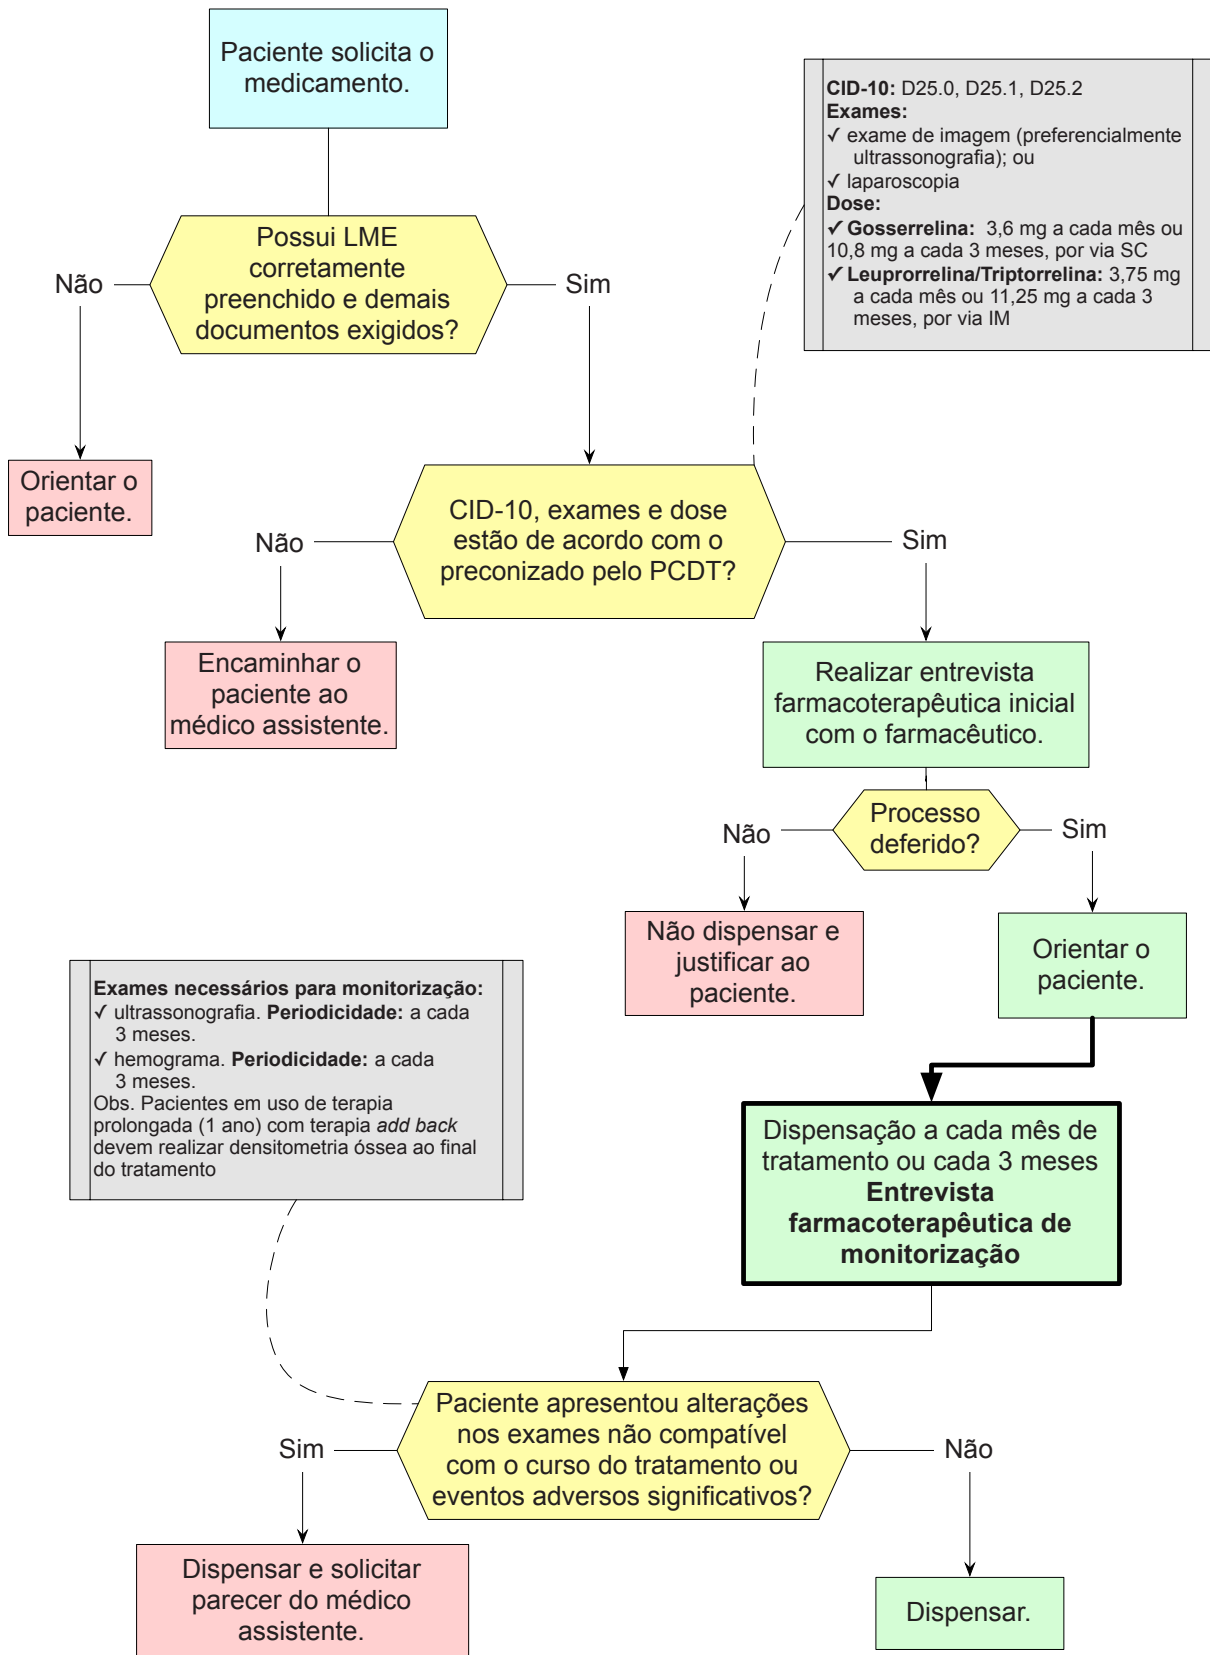 Paciente solicita o
medicamento.
CID-10: D25.0, D25.1, D25.2
Exames:
✓ exame de imagem (preferencialmente
ultrassonografia); ou
✓ laparoscopia
Dose:
✓ Gosserrelina: 3,6 mg a cada mês ou
10,8 mg a cada 3 meses, por via SC
✓ Leuprorrelina/Triptorrelina: 3,75 mg
a cada mês ou 11,25 mg a cada 3
meses, por via IM
Possui LME
corretamente
preenchido e demais
documentos exigidos?
Não
Sim
Orientar o
paciente.
CID-10, exames e dose
estão de acordo com o
preconizado pelo PCDT?
Não
Sim
Encaminhar o
paciente ao
médico assistente.
Realizar entrevista
farmacoterapêutica inicial
com o farmacêutico.
Processo
deferido?
Não
Sim
Não dispensar e
justificar ao
paciente.
Orientar o
paciente.
Exames necessários para monitorização:
✓ ultrassonografia. Periodicidade: a cada
3 meses.
✓ hemograma. Periodicidade: a cada
3 meses.
Obs. Pacientes em uso de terapia
prolongada (1 ano) com terapia add back
devem realizar densitometria óssea ao final
do tratamento
Dispensação a cada mês de
tratamento ou cada 3 meses
Entrevista
farmacoterapêutica de
monitorização
Paciente apresentou alterações
nos exames não compatível
com o curso do tratamento ou
eventos adversos significativos?
Sim
Não
Dispensar e solicitar
parecer do médico
assistente.
Dispensar.